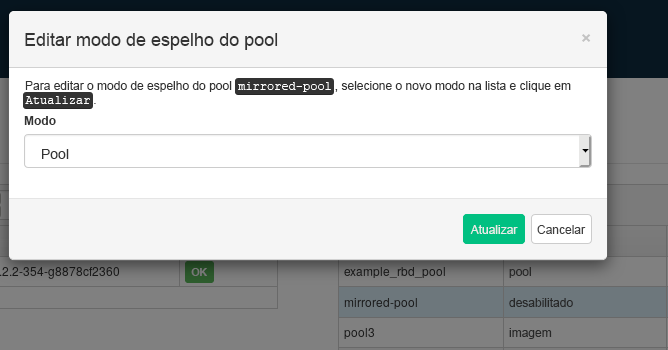 Editar modo de espelho do pool
×
Para editar o modo de espelho do pool mirrored-pool, selecione o novo modo na lista e clique em
Atualizar.
Modo
Pool
Atualizar
Cancelar
.2.2-354-g8878cf2360
OK
example_rbd_pool
pool
mirrored-pool
desabilitado
pool3
imagem